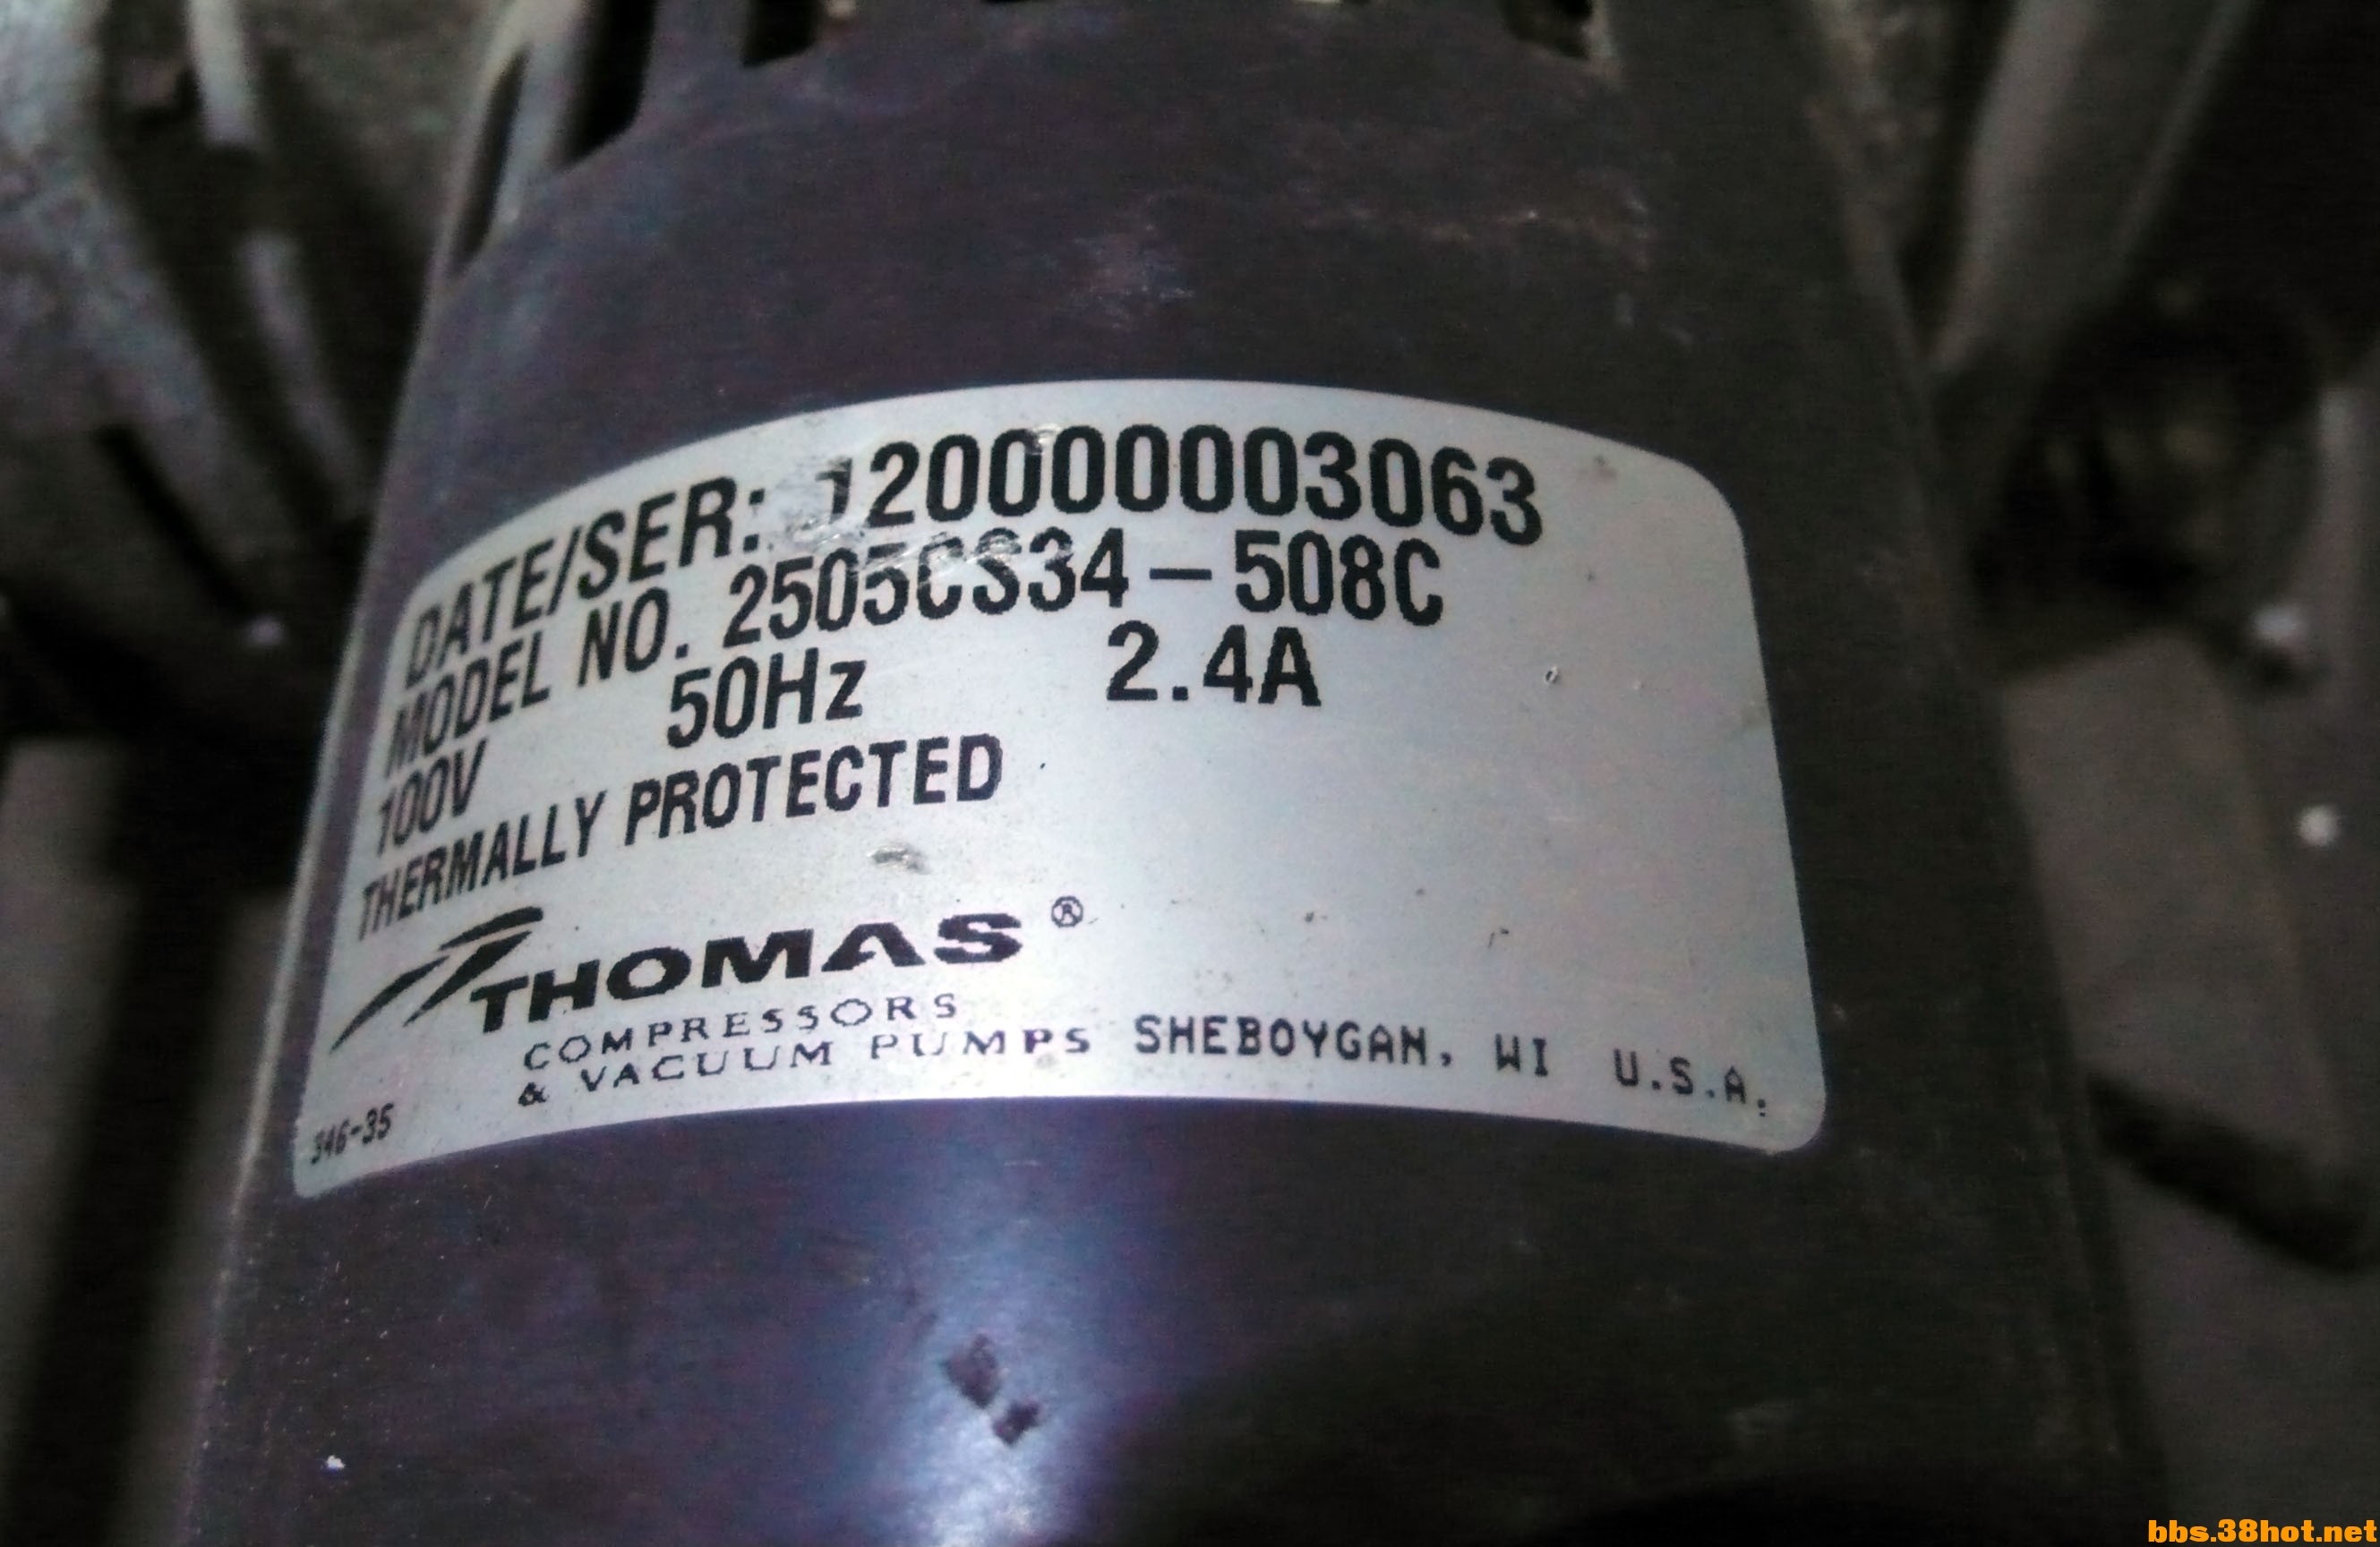 DATE/SER: 120000003063
MODEL NO. 2505CS34-508C
100V 50Hz 2.4A
THERMALLY PROTECTED
THOMAS ®
COMPRESSORS
& VACUUM PUMPS SHEBOYGAN, WI U.S.A.
346-35
bbs.38hot.net